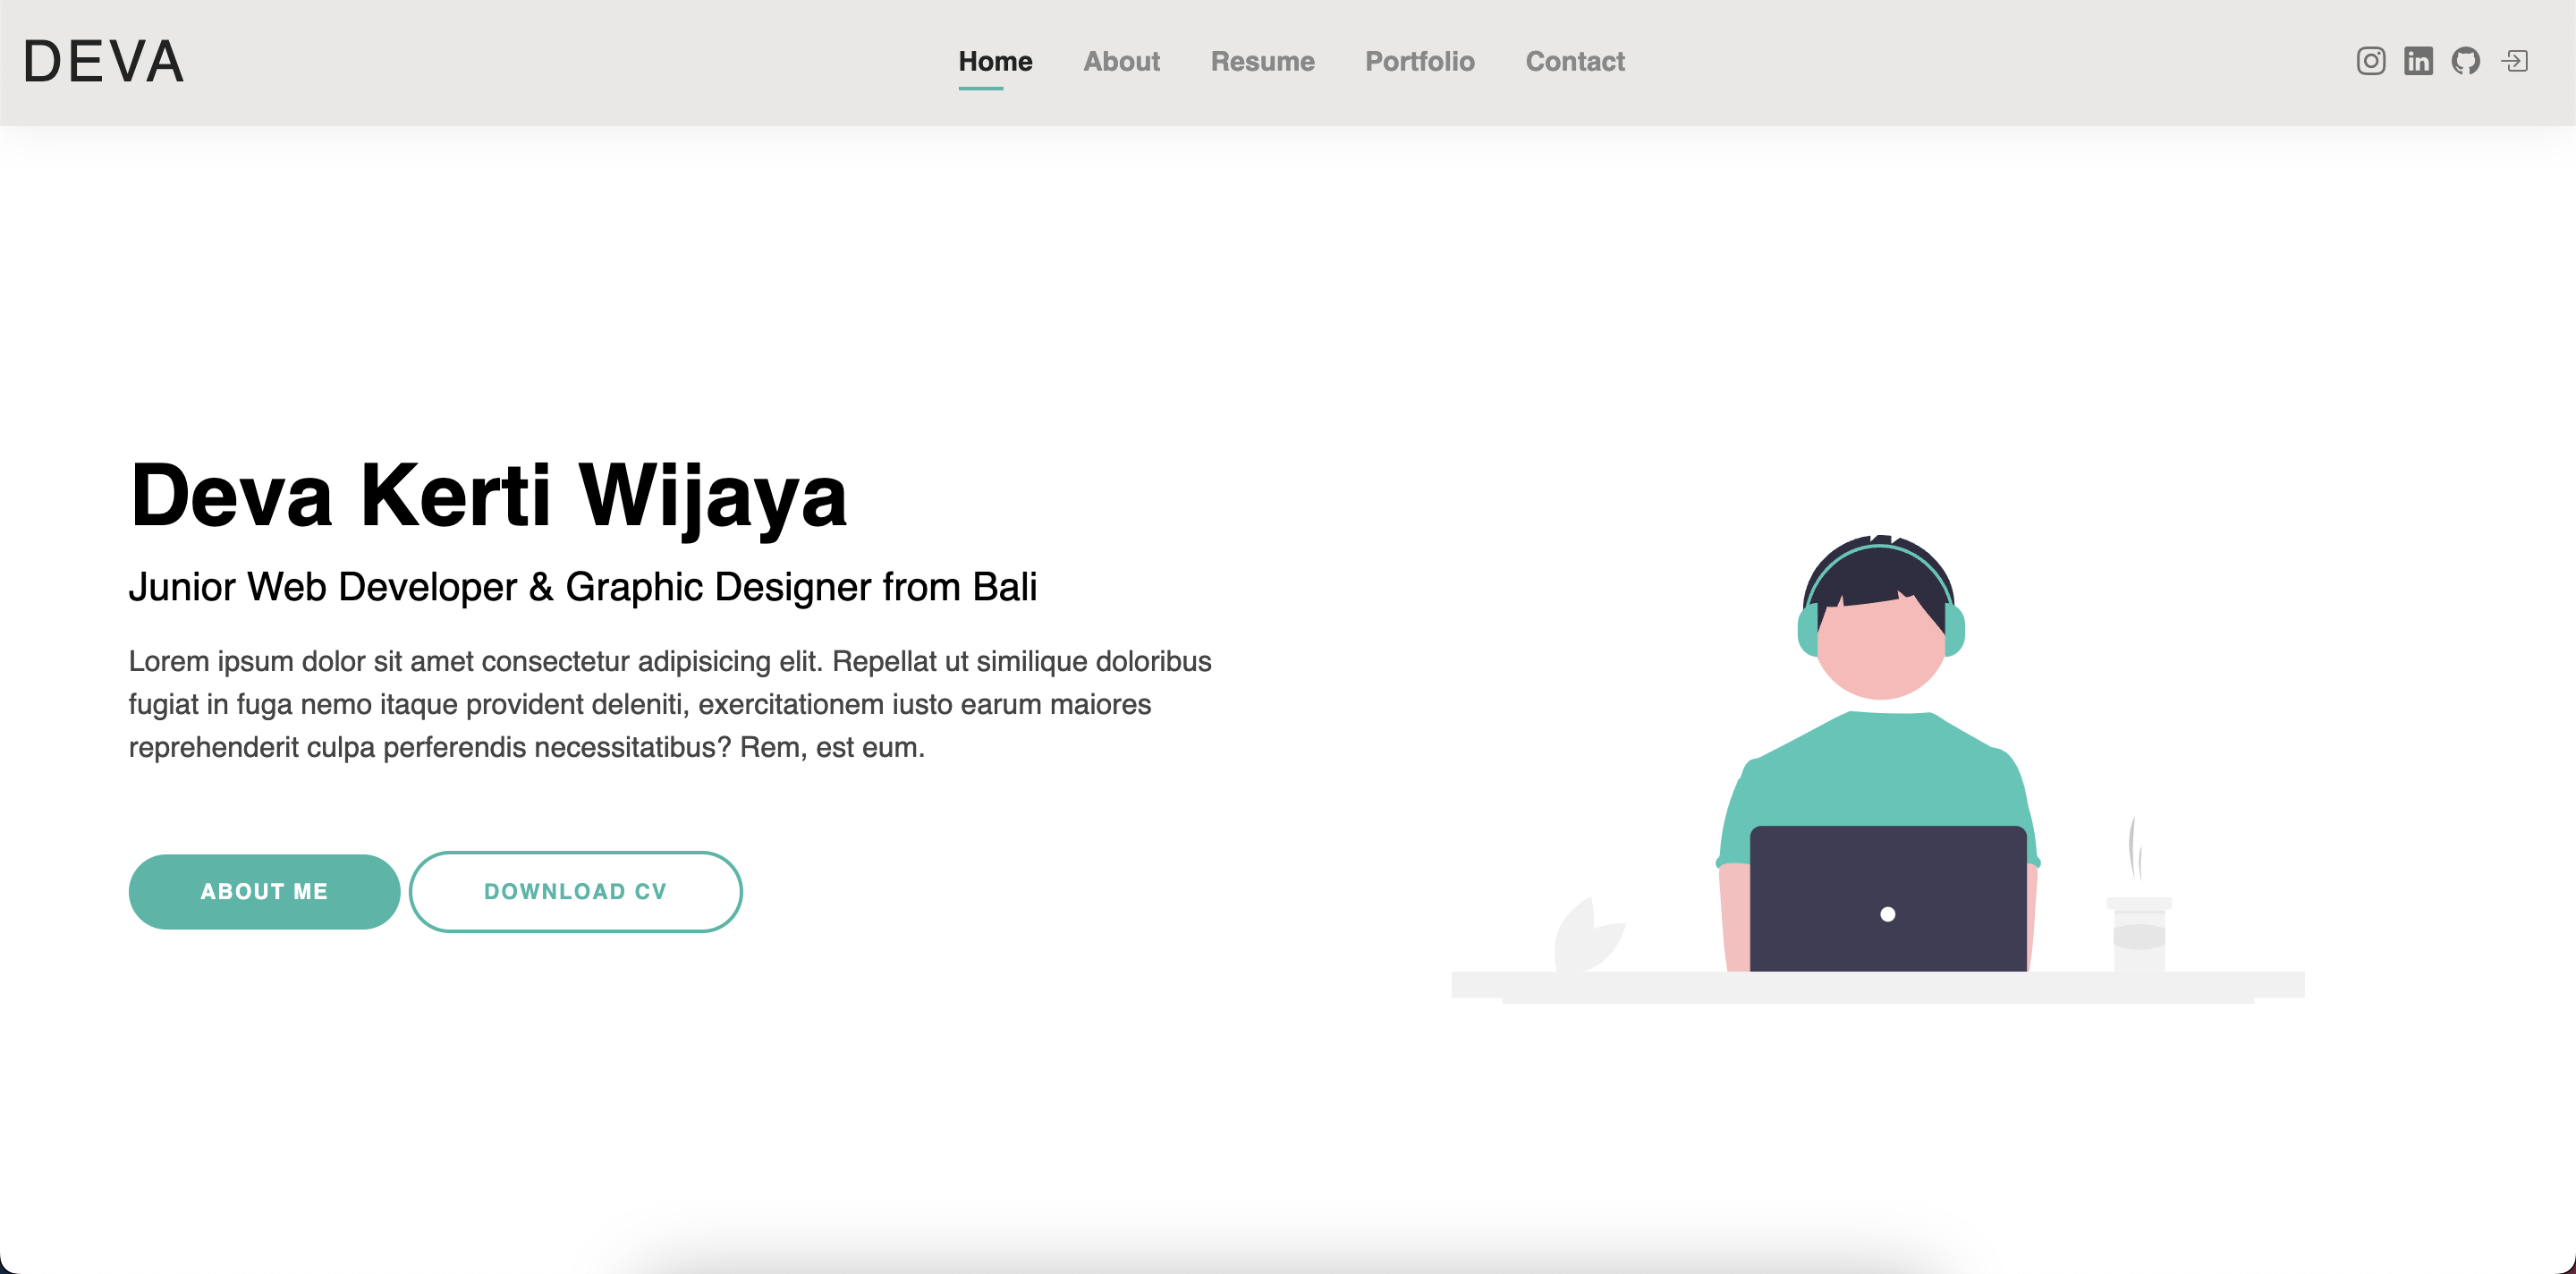 DEVA
Home About Resume Portfolio Contact
Deva Kerti Wijaya
Junior Web Developer & Graphic Designer from Bali
Lorem ipsum dolor sit amet consectetur adipisicing elit. Repellat ut similique doloribus
fugiat in fuga nemo itaque provident deleniti, exercitationem iusto earum maiores
reprehenderit culpa perferendis necessitatibus? Rem, est eum.
ABOUT ME DOWNLOAD CV